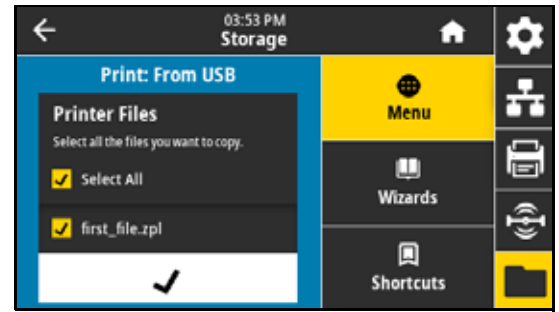 03:53 PM
Storage
Print: From USB
Printer Files
Select all the files you want to copy.
Select All
first_file.zpl
Menu
Wizards
Shortcuts